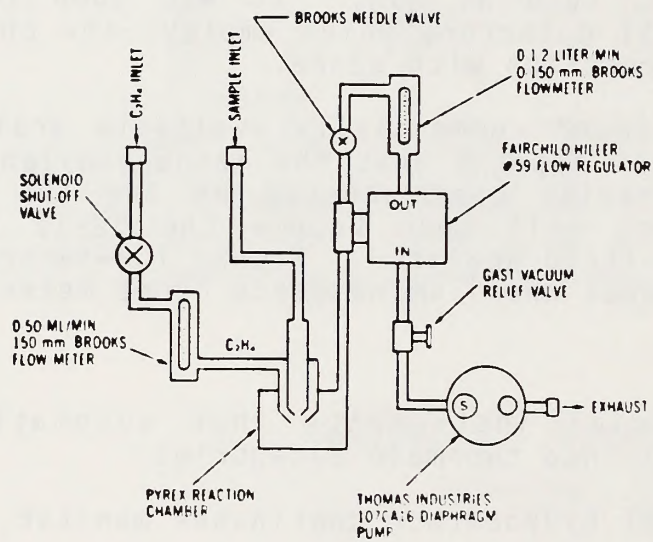 BROOKS NEEDLE VALVE
C₂H₄ INLET
SAMPLE INLET
0-1.2 LITER/MIN
0-150 mm. BROOKS
FLOWMETER
SOLENOID
SHUT-OFF
VALVE
FAIRCHILD HILLER
#59 FLOW REGULATOR
OUT
IN
GAST VACUUM
RELIEF VALVE
0-50 ML/MIN
150 mm. BROOKS
FLOW METER
C₂H₄
S
EXHAUST
PYREX REACTION
CHAMBER
THOMAS INDUSTRIES
107CA16 DIAPHRAGM
PUMP